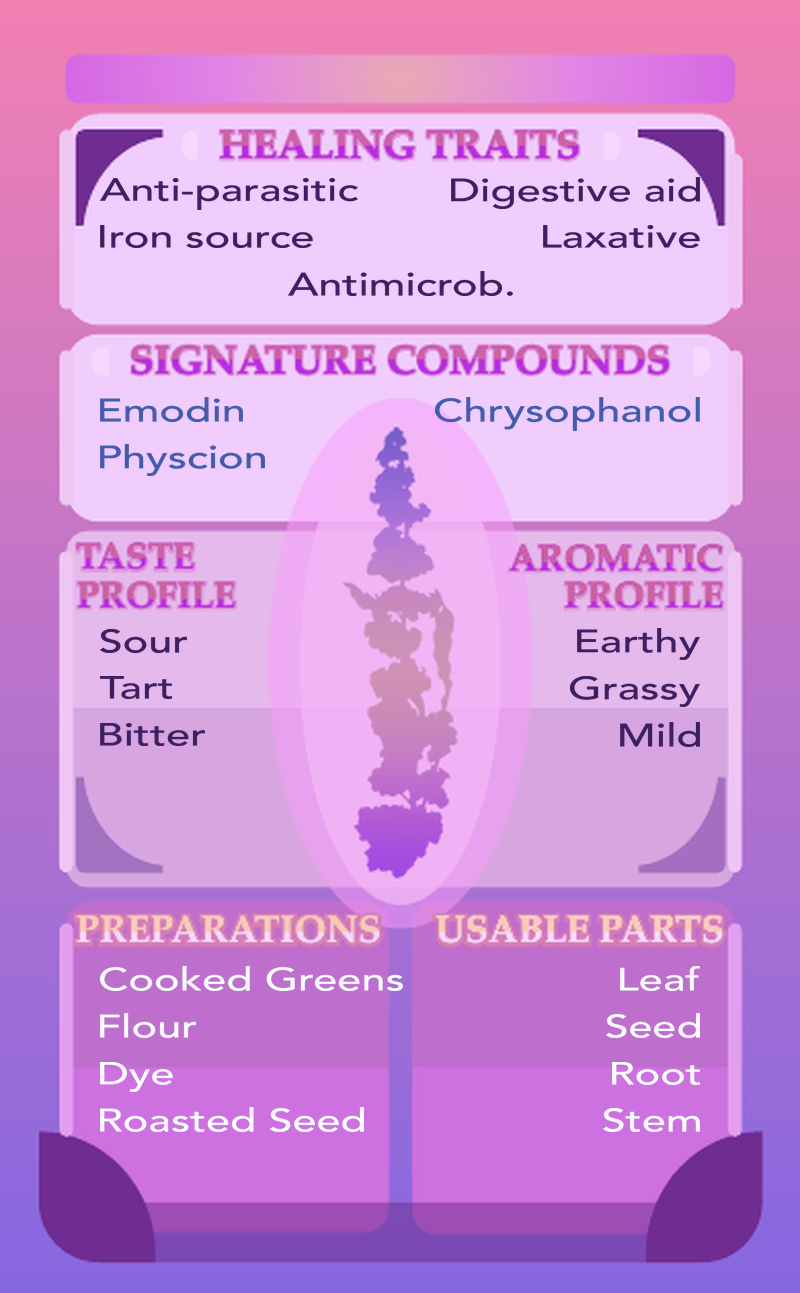 HEALING TRAITS
Anti-parasitic Digestive aid
Iron source Laxative
Antimicrob.
SIGNATURE COMPOUNDS
Emodin Chrysophanol
Physcion
TASTE PROFILE
Sour
Tart
Bitter
AROMATIC PROFILE
Earthy
Grassy
Mild
PREPARATIONS
Cooked Greens
Flour
Dye
Roasted Seed
USABLE PARTS
Leaf
Seed
Root
Stem